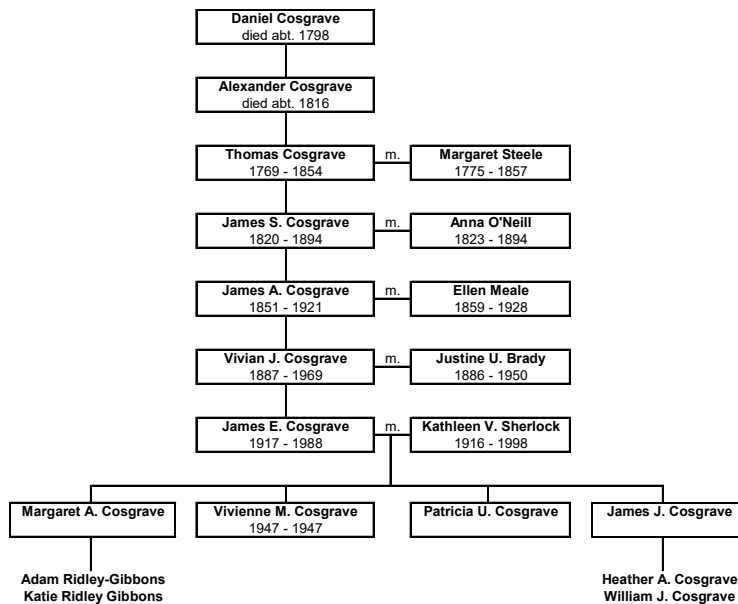 Daniel Cosgrave
died abt. 1798
Alexander Cosgrave
died abt. 1816
Thomas Cosgrave m. Margaret Steele
1769 - 1854 1775 - 1857
James S. Cosgrave m. Anna O'Neill
1820 - 1894 1823 - 1894
James A. Cosgrave m. Ellen Meale
1851 - 1921 1859 - 1928
Vivian J. Cosgrave m. Justine U. Brady
1887 - 1969 1886 - 1950
James E. Cosgrave m. Kathleen V. Sherlock
1917 - 1988 1916 - 1998
Margaret A. Cosgrave Vivienne M. Cosgrave Patricia U. Cosgrave James J. Cosgrave
1947 - 1947
Adam Ridley-Gibbons Heather A. Cosgrave
Katie Ridley Gibbons William J. Cosgrave